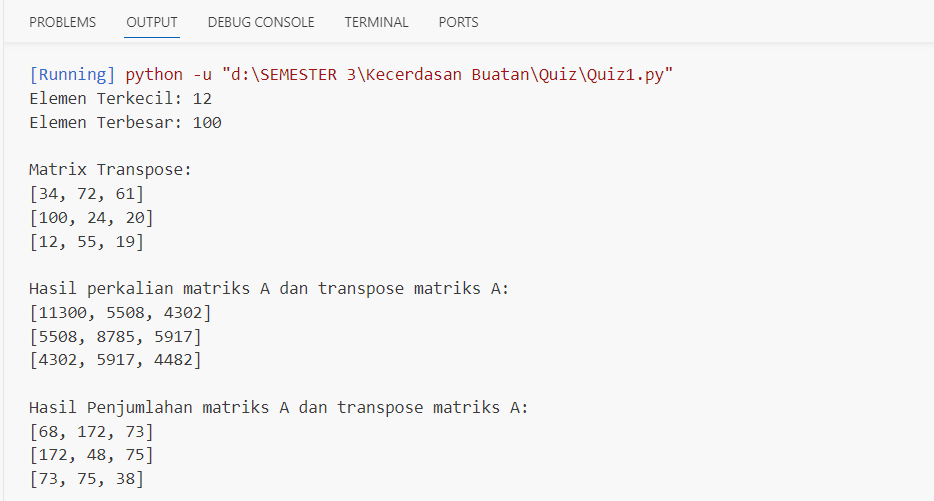 PROBLEMS OUTPUT DEBUG CONSOLE TERMINAL PORTS
[Running] python -u "d:\SEMESTER 3\Kecerdasan Buatan\Quiz\Quiz1.py"
Elemen Terkecil: 12
Elemen Terbesar: 100
Matrix Transpose:
[34, 72, 61]
[100, 24, 20]
[12, 55, 19]
Hasil perkalian matriks A dan transpose matriks A:
[11300, 5508, 4302]
[5508, 8785, 5917]
[4302, 5917, 4482]
Hasil Penjumlahan matriks A dan transpose matriks A:
[68, 172, 73]
[172, 48, 75]
[73, 75, 38]